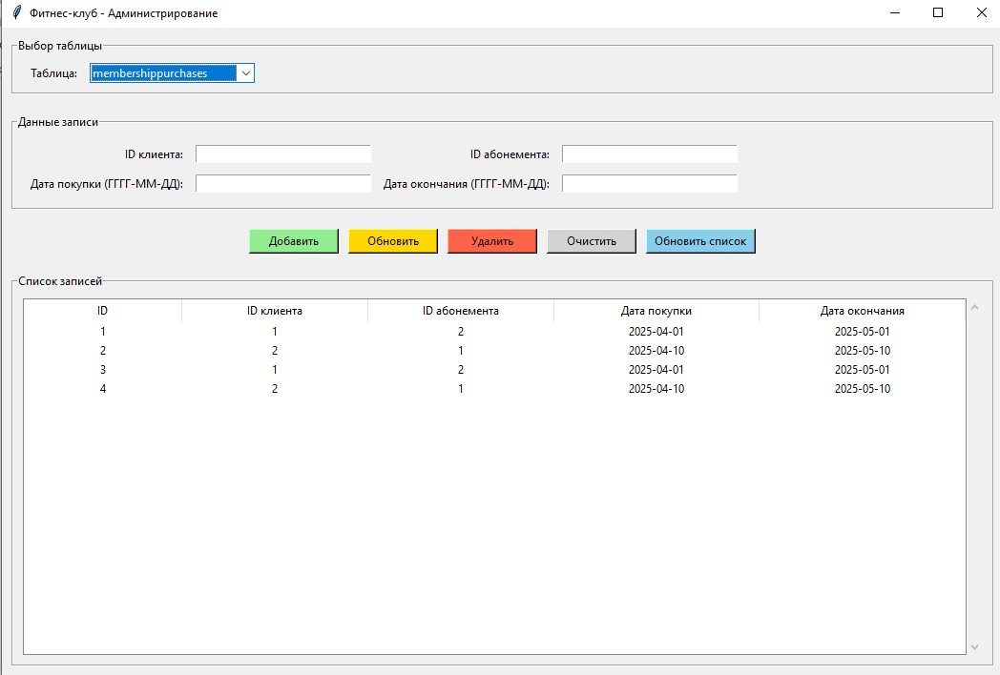 Фитнес-клуб - Администрирование
Выбор таблицы
Таблица: membershippurchases
Данные записи
ID клиента: ID абонемента:
Дата покупки (ГГГГ-ММ-ДД): Дата окончания (ГГГГ-ММ-ДД):
Добавить Обновить Удалить Очистить Обновить список
Список записей
ID ID клиента ID абонемента Дата покупки Дата окончания
1 1 2 2025-04-01 2025-05-01
2 2 1 2025-04-10 2025-05-10
3 1 2 2025-04-01 2025-05-01
4 2 1 2025-04-10 2025-05-10